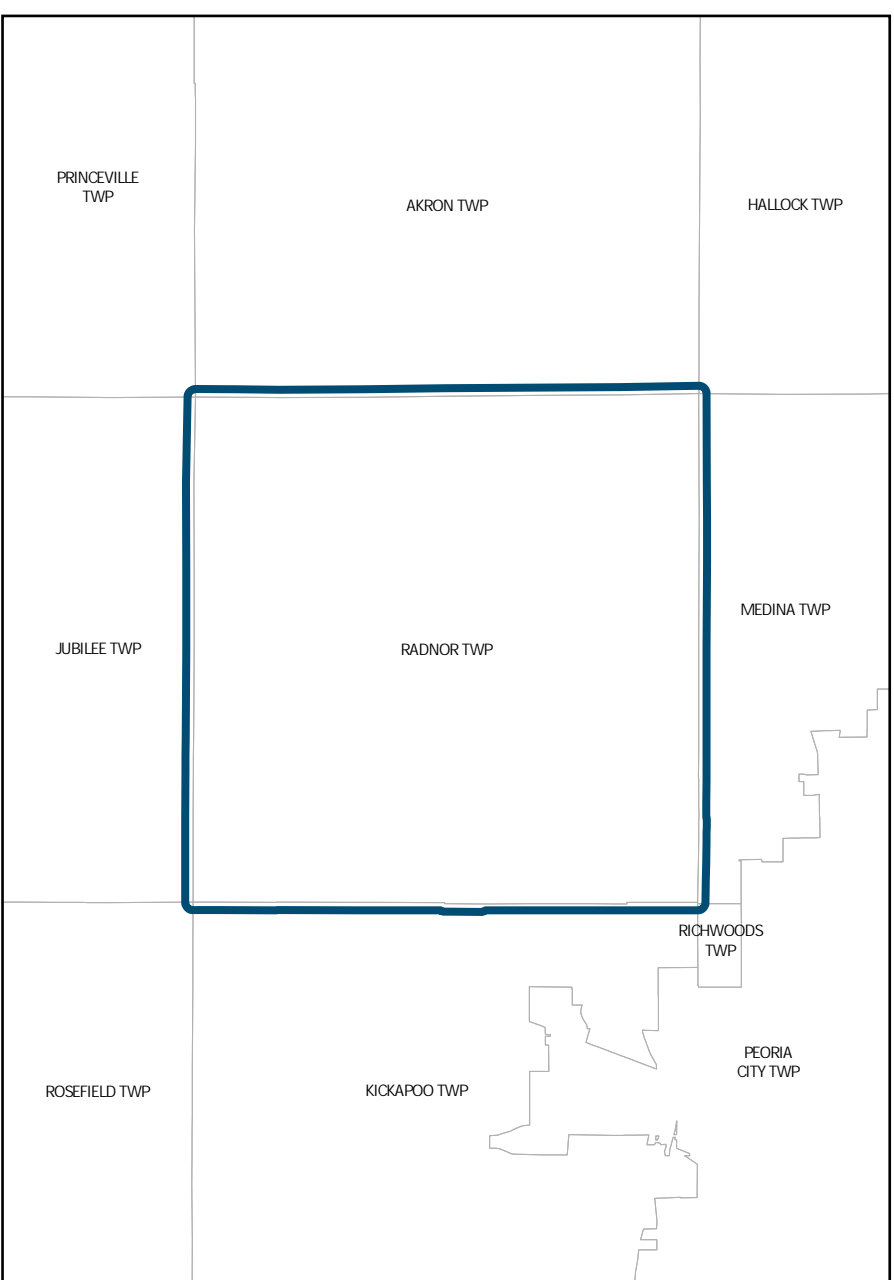 PRINCEVILLE
TWP
AKRON TWP
HALLOCK TWP
MEDINA TWP
JUBILEE TWP
RADNOR TWP
RICHWOODS
TWP
PEORIA
CITY TWP
ROSEFIELD TWP
KICKAPOO TWP